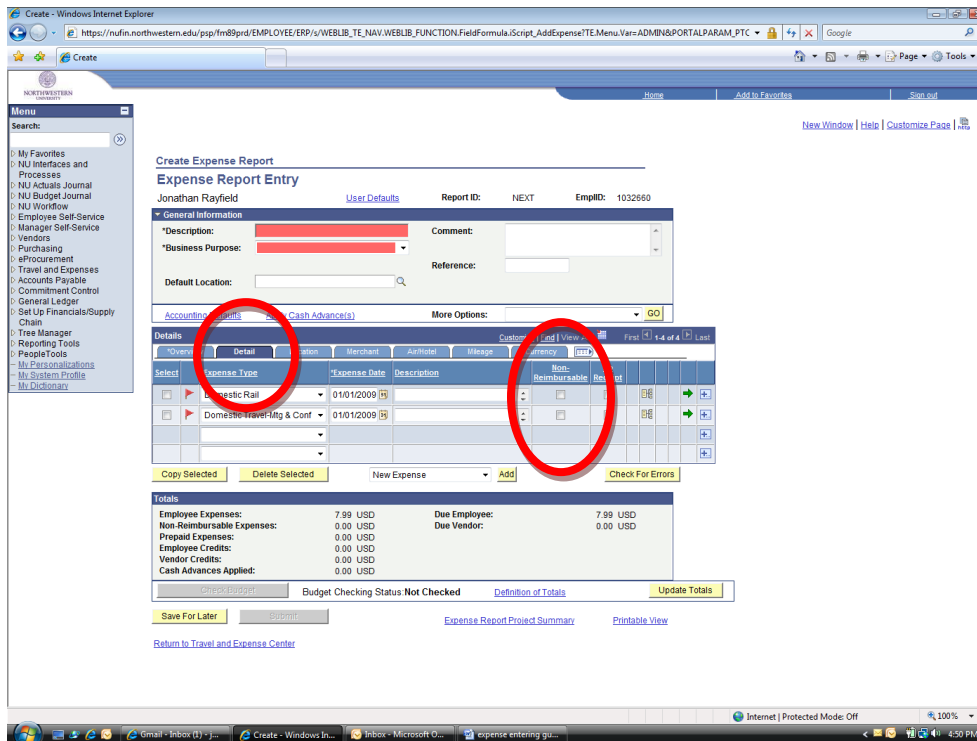 Create - Windows Internet Explorer
https://nufin.northwestern.edu/psp/fm89prd/EMPLOYEE/ERP/s/WEBLIB_TE_NAV.WEBLIB_FUNCTION.FieldFormula.iScript_AddExpense?TE.Menu.Var=ADMIN&PORTALPARAM_PTC
Google
Create
Page Tools
NORTHWESTERN
UNIVERSITY
Home Add to Favorites Sign out
Menu
Search:
My Favorites
NU Interfaces and
Processes
NU Actuals Journal
NU Budget Journal
NU Workflow
Employee Self-Service
Manager Self-Service
Vendors
Purchasing
eProcurement
Travel and Expenses
Accounts Payable
Commitment Control
General Ledger
Set Up Financials/Supply
Chain
Tree Manager
Reporting Tools
PeopleTools
My Personalizations
My System Profile
My Dictionary
New Window | Help | Customize Page | http
Create Expense Report
Expense Report Entry
Jonathan Rayfield User Defaults Report ID: NEXT EmplID: 1032660
General Information
*Description: Comment:
*Business Purpose:
Reference:
Default Location:
Accounting Defaults Apply Cash Advance(s) More Options: GO
Details Customize | Find | View All First 1-4 of 4 Last
*Overview Detail Location Merchant Air/Hotel Mileage Currency
Select *Expense Type *Expense Date Description Non-
Reimbursable No
Receipt
Domestic Rail 01/01/2009 31
Domestic Travel-Mtg & Conf 01/01/2009 31
Copy Selected Delete Selected New Expense Add Check For Errors
Totals
Employee Expenses: 7.99 USD Due Employee: 7.99 USD
Non-Reimbursable Expenses: 0.00 USD Due Vendor: 0.00 USD
Prepaid Expenses: 0.00 USD
Employee Credits: 0.00 USD
Vendor Credits: 0.00 USD
Cash Advances Applied: 0.00 USD
Check Budget Budget Checking Status: Not Checked Definition of Totals Update Totals
Save For Later Submit Expense Report Project Summary Printable View
Return to Travel and Expense Center
Internet | Protected Mode: Off 100%
Gmail - Inbox (1) - j... Create - Windows In... Inbox - Microsoft O... expense entering gu... 4:50 PM